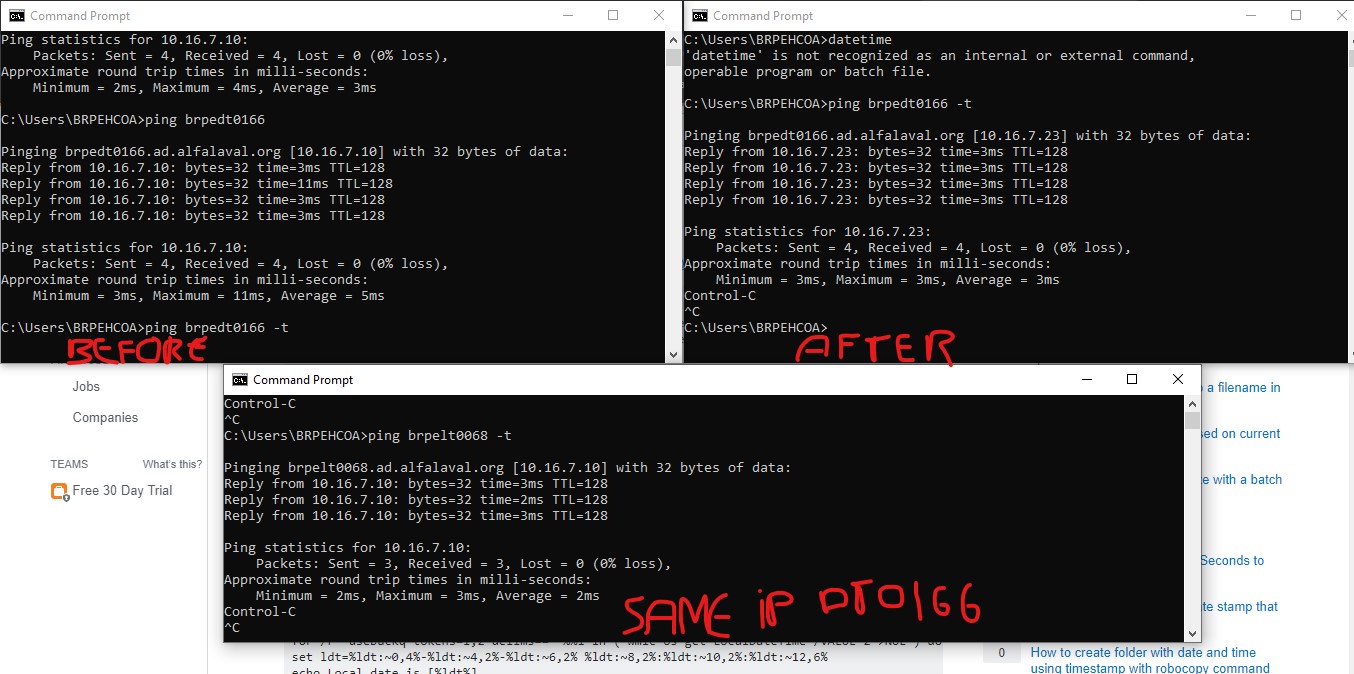 Command Prompt
Ping statistics for 10.16.7.10:
    Packets: Sent = 4, Received = 4, Lost = 0 (0% loss),
Approximate round trip times in milli-seconds:
    Minimum = 2ms, Maximum = 4ms, Average = 3ms
C:\Users\BRPEHCOA>ping brpedt0166
Pinging brpedt0166.ad.alfalaval.org [10.16.7.10] with 32 bytes of data:
Reply from 10.16.7.10: bytes=32 time=3ms TTL=128
Reply from 10.16.7.10: bytes=32 time=11ms TTL=128
Reply from 10.16.7.10: bytes=32 time=3ms TTL=128
Reply from 10.16.7.10: bytes=32 time=3ms TTL=128
Ping statistics for 10.16.7.10:
    Packets: Sent = 4, Received = 4, Lost = 0 (0% loss),
Approximate round trip times in milli-seconds:
    Minimum = 3ms, Maximum = 11ms, Average = 5ms
C:\Users\BRPEHCOA>ping brpedt0166 -t
BEFORE
Command Prompt
C:\Users\BRPEHCOA>datetime
'datetime' is not recognized as an internal or external command,
operable program or batch file.
C:\Users\BRPEHCOA>ping brpedt0166 -t
Pinging brpedt0166.ad.alfalaval.org [10.16.7.23] with 32 bytes of data:
Reply from 10.16.7.23: bytes=32 time=3ms TTL=128
Reply from 10.16.7.23: bytes=32 time=3ms TTL=128
Reply from 10.16.7.23: bytes=32 time=3ms TTL=128
Reply from 10.16.7.23: bytes=32 time=3ms TTL=128
Ping statistics for 10.16.7.23:
    Packets: Sent = 4, Received = 4, Lost = 0 (0% loss),
Approximate round trip times in milli-seconds:
    Minimum = 3ms, Maximum = 3ms, Average = 3ms
Control-C
^C
C:\Users\BRPEHCOA>
AFTER
Jobs
Companies
TEAMS What's this?
Free 30 Day Trial
Command Prompt
Control-C
^C
C:\Users\BRPEHCOA>ping brpelt0068 -t
Pinging brpelt0068.ad.alfalaval.org [10.16.7.10] with 32 bytes of data:
Reply from 10.16.7.10: bytes=32 time=3ms TTL=128
Reply from 10.16.7.10: bytes=32 time=2ms TTL=128
Reply from 10.16.7.10: bytes=32 time=3ms TTL=128
Ping statistics for 10.16.7.10:
    Packets: Sent = 3, Received = 3, Lost = 0 (0% loss),
Approximate round trip times in milli-seconds:
    Minimum = 2ms, Maximum = 3ms, Average = 2ms
Control-C
^C
SAME iP DT0166
a filename in
sed on current
with a batch
Seconds to
te stamp that
set ldt=%ldt:~0,4%-%ldt:~4,2%-%ldt:~6,2% %ldt:~8,2%:%ldt:~10,2%:%ldt:~12,6%
echo Local date is [%ldt%]
0 How to create folder with date and time
using timestamp with robocopy command